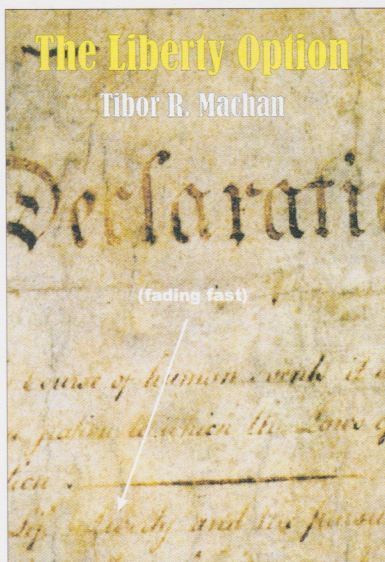 The Liberty Option
Tibor R. Machan
Declarati
(fading fast)
course of human events it
to which the Laws
Liberty and the pursu